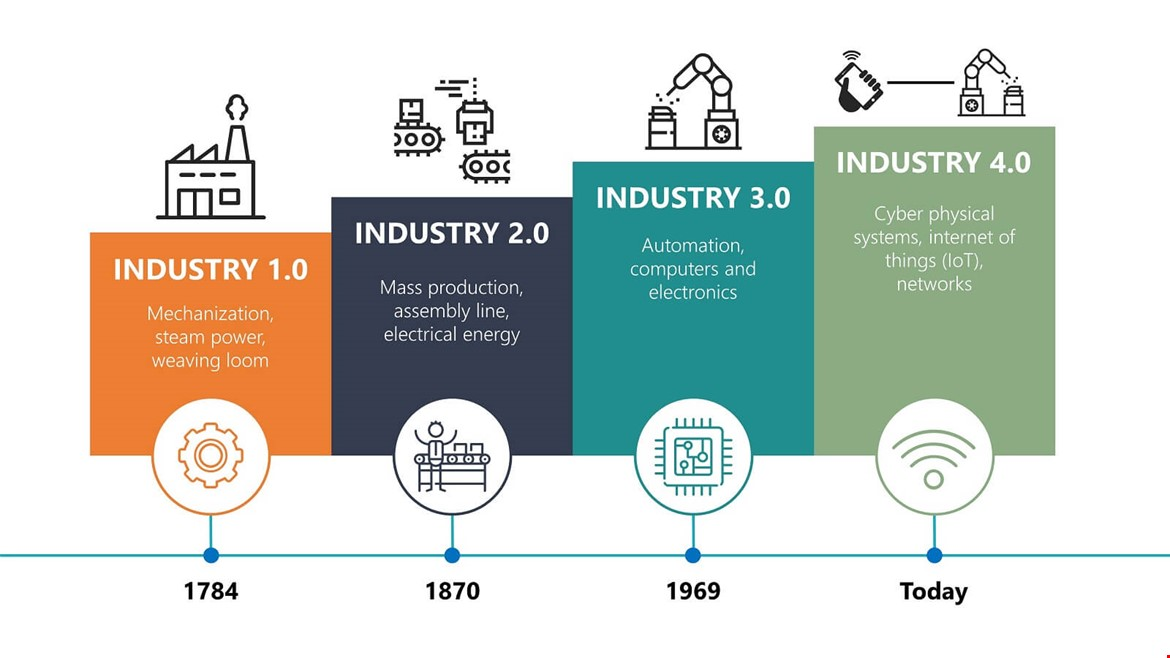 INDUSTRY 1.0
Mechanization,
steam power,
weaving loom
1784
INDUSTRY 2.0
Mass production,
assembly line,
electrical energy
1870
INDUSTRY 3.0
Automation,
computers and
electronics
1969
INDUSTRY 4.0
Cyber physical
systems, internet of
things (IoT),
networks
Today